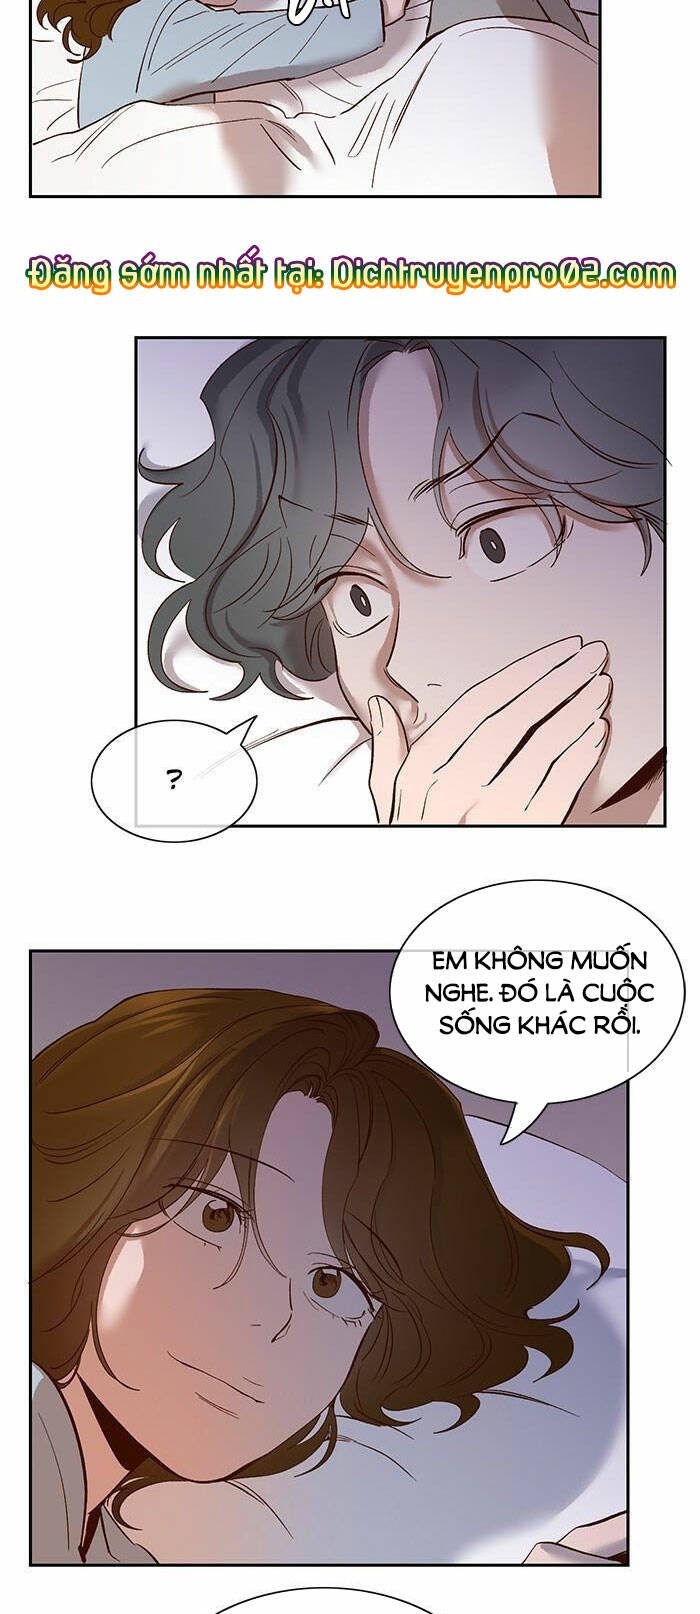 Đăng sớm nhất tại: Dichtruyenpro02.com
?
EM KHÔNG MUỐN
NGHE. ĐÓ LÀ CUỘC
SỐNG KHÁC RỒI.